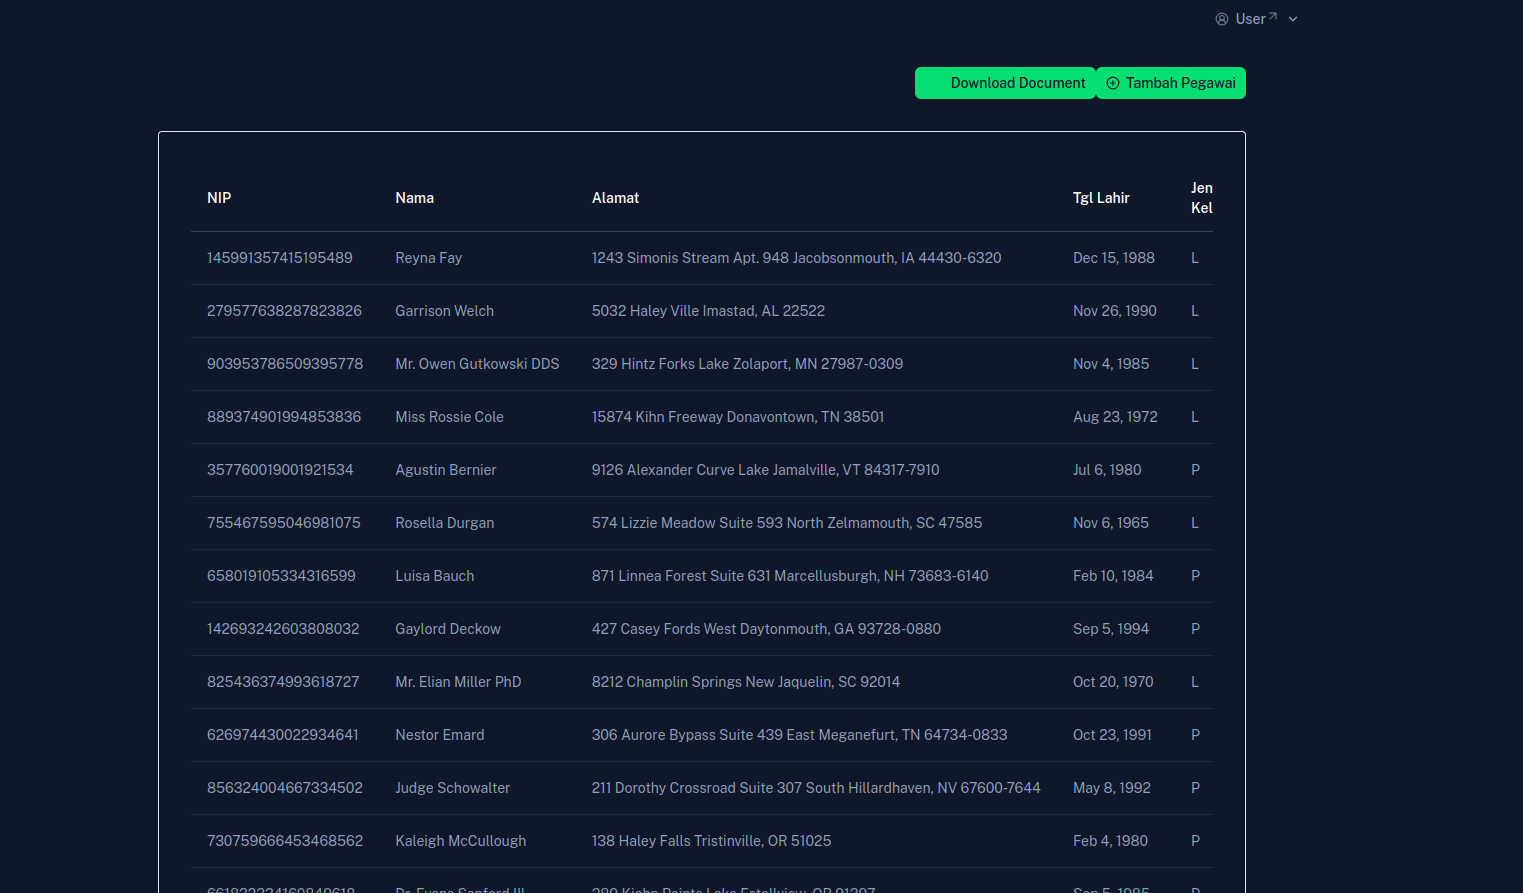 User
Download Document Tambah Pegawai
NIP Nama Alamat Tgl Lahir Jen Kel
145991357415195489 Reyna Fay 1243 Simonis Stream Apt. 948 Jacobsonmouth, IA 44430-6320 Dec 15, 1988 L
279577638287823826 Garrison Welch 5032 Haley Ville Imastad, AL 22522 Nov 26, 1990 L
903953786509395778 Mr. Owen Gutkowski DDS 329 Hintz Forks Lake Zolaport, MN 27987-0309 Nov 4, 1985 L
889374901994853836 Miss Rossie Cole 15874 Kihn Freeway Donavontown, TN 38501 Aug 23, 1972 L
357760019001921534 Agustin Bernier 9126 Alexander Curve Lake Jamalville, VT 84317-7910 Jul 6, 1980 P
755467595046981075 Rosella Durgan 574 Lizzie Meadow Suite 593 North Zelmamouth, SC 47585 Nov 6, 1965 L
658019105334316599 Luisa Bauch 871 Linnea Forest Suite 631 Marcellusburgh, NH 73683-6140 Feb 10, 1984 P
142693242603808032 Gaylord Deckow 427 Casey Fords West Daytonmouth, GA 93728-0880 Sep 5, 1994 P
825436374993618727 Mr. Elian Miller PhD 8212 Champlin Springs New Jaquelin, SC 92014 Oct 20, 1970 L
626974430022934641 Nestor Emard 306 Aurore Bypass Suite 439 East Meganefurt, TN 64734-0833 Oct 23, 1991 P
856324004667334502 Judge Schowalter 211 Dorothy Crossroad Suite 307 South Hillardhaven, NV 67600-7644 May 8, 1992 P
730759666453468562 Kaleigh McCullough 138 Haley Falls Tristinville, OR 51025 Feb 4, 1980 P
Dr. Evans Sanford III Lake Sep 5, 1985